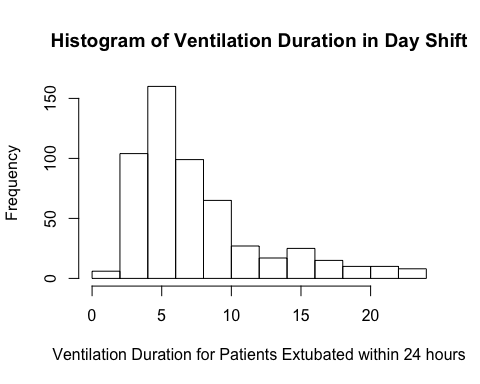 Histogram of Ventilation Duration in Day Shift
Frequency
150
100
50
0
0 5 10 15 20
Ventilation Duration for Patients Extubated within 24 hours